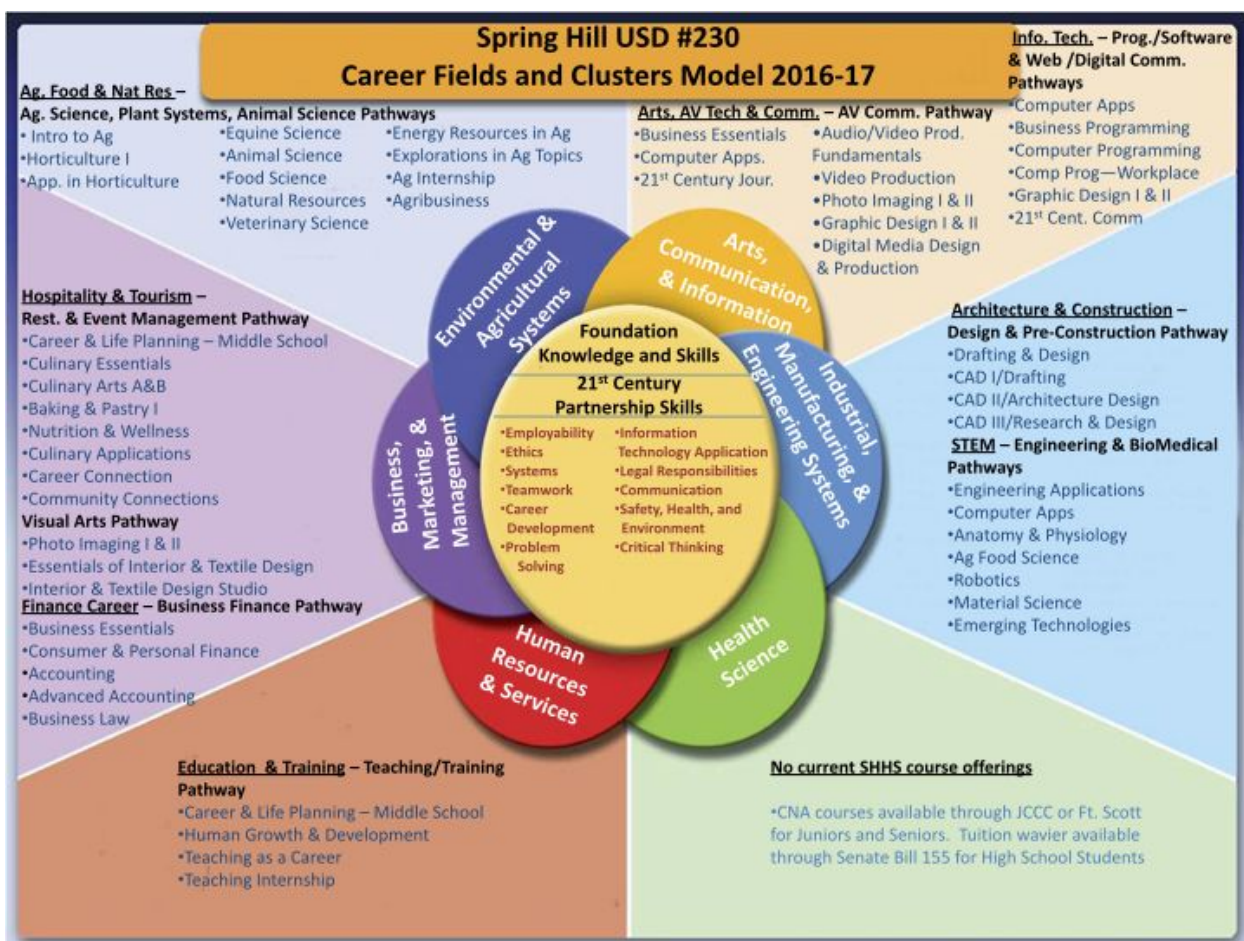 Spring Hill USD #230
Career Fields and Clusters Model 2016-17
Ag, Food & Nat Res –
Ag. Science, Plant Systems, Animal Science Pathways
• Intro to Ag
•Horticulture I
•App. in Horticulture
•Equine Science
•Animal Science
•Food Science
•Natural Resources
•Veterinary Science
•Energy Resources in Ag
•Explorations in Ag Topics
•Ag Internship
•Agribusiness
Arts, AV Tech & Comm. – AV Comm. Pathway
•Business Essentials
•Computer Apps.
•21st Century Jour.
•Audio/Video Prod.
Fundamentals
•Video Production
•Photo Imaging I & II
•Graphic Design I & II
•Digital Media Design
& Production
Info. Tech. – Prog./Software
& Web /Digital Comm.
Pathways
•Computer Apps
•Business Programming
•Computer Programming
•Comp Prog—Workplace
•Graphic Design I & II
•21st Cent. Comm
Hospitality & Tourism –
Rest. & Event Management Pathway
•Career & Life Planning – Middle School
•Culinary Essentials
•Culinary Arts A&B
•Baking & Pastry I
•Nutrition & Wellness
•Culinary Applications
•Career Connection
•Community Connections
Visual Arts Pathway
•Photo Imaging I & II
•Essentials of Interior & Textile Design
•Interior & Textile Design Studio
Finance Career – Business Finance Pathway
•Business Essentials
•Consumer & Personal Finance
•Accounting
•Advanced Accounting
•Business Law
Environmental &
Agricultural
Systems
Arts,
Communication,
& Information
Business,
Marketing, &
Management
Foundation
Knowledge and Skills
21st Century
Partnership Skills
•Employability
•Ethics
•Systems
•Teamwork
•Career
Development
•Problem
Solving
•Information
Technology Application
•Legal Responsibilities
•Communication
•Safety, Health, and
Environment
•Critical Thinking
Industrial,
Manufacturing, &
Engineering Systems
Human
Resources
& Services
Health
Science
Architecture & Construction –
Design & Pre-Construction Pathway
•Drafting & Design
•CAD I/Drafting
•CAD II/Architecture Design
•CAD III/Research & Design
STEM – Engineering & BioMedical
Pathways
•Engineering Applications
•Computer Apps
•Anatomy & Physiology
•Ag Food Science
•Robotics
•Material Science
•Emerging Technologies
Education & Training – Teaching/Training
Pathway
•Career & Life Planning – Middle School
•Human Growth & Development
•Teaching as a Career
•Teaching Internship
No current SHHS course offerings
•CNA courses available through JCCC or Ft. Scott
for Juniors and Seniors. Tuition wavier available
through Senate Bill 155 for High School Students